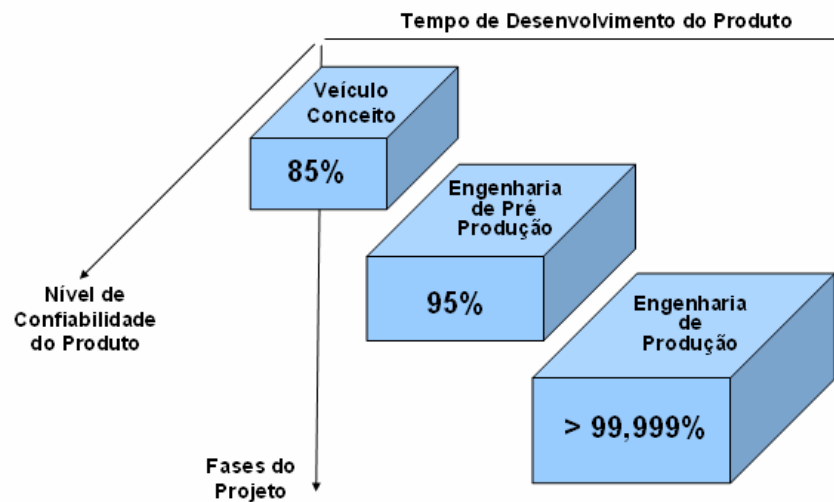 Tempo de Desenvolvimento do Produto
Veículo
Conceito
85%
Engenharia
de Pré
Produção
95%
Engenharia
de
Produção
> 99,999%
Nível de
Confiabilidade
do Produto
Fases do
Projeto